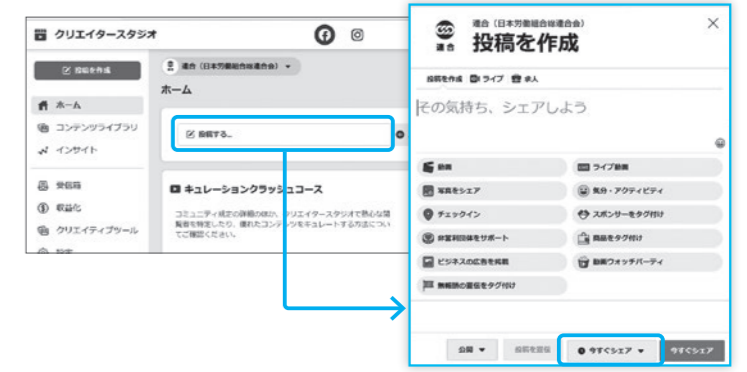 クリエイタースタジオ
投稿を作成
ホーム
コンテンツライブラリ
インサイト
受信箱
収益化
クリエイティブツール
設定
連合（日本労働組合総連合会）
ホーム
投稿する...
キュレーションクラッシュコース
コミュニティ規定の詳細のほか、クリエイタースタジオで熱心な閲
覧者を特定したり、優れたコンテンツをキュレートする方法につい
てご確認ください。
連合
連合（日本労働組合総連合会）
投稿を作成
投稿を作成 ライブ 求人
その気持ち、シェアしよう
動画
ライブ動画
写真をシェア
気分・アクティビティ
チェックイン
スポンサーをタグ付け
非営利団体をサポート
商品をタグ付け
ビジネスの広告を掲載
動画ウォッチパーティ
無報酬の援信をタグ付け
公開
今すぐシェア
今すぐシェア